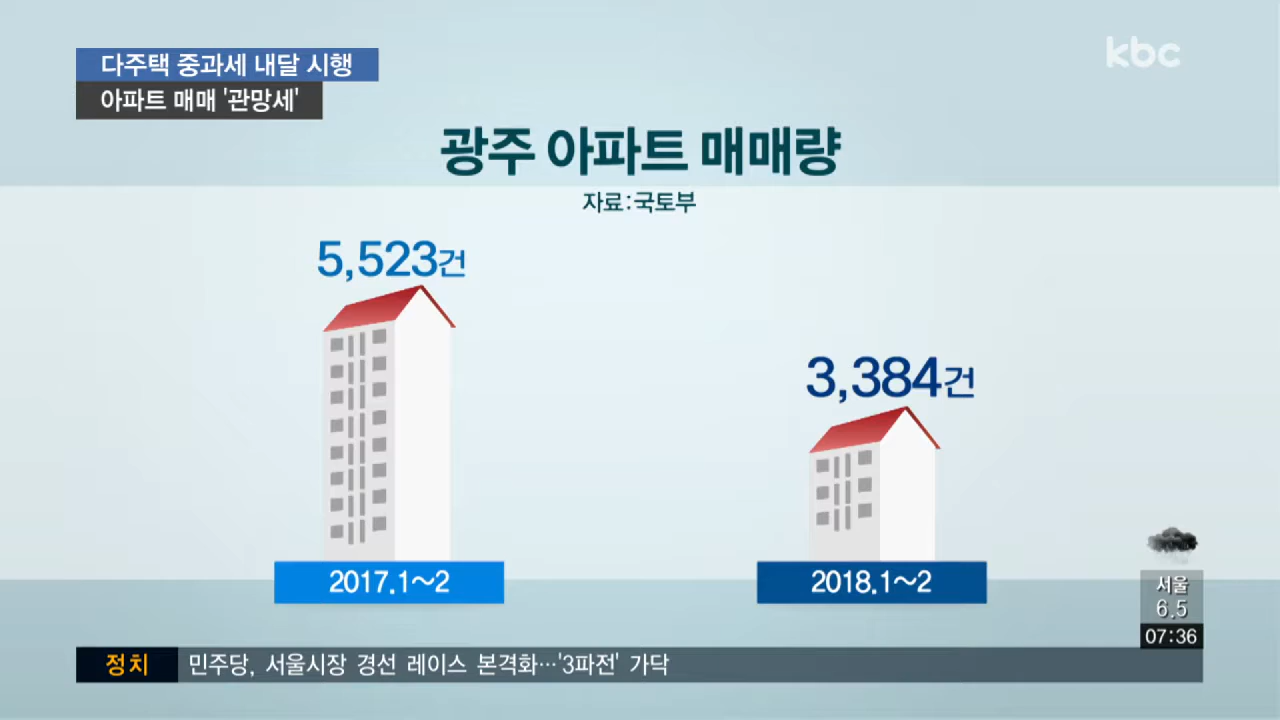 다주택 중과세 내달 시행
아파트 매매 '관망세'
kbc
광주 아파트 매매량
자료:국토부
5,523건
3,384건
2017.1~2
2018.1~2
서울
6.5
07:36
정치 민주당, 서울시장 경선 레이스 본격화…'3파전' 가닥